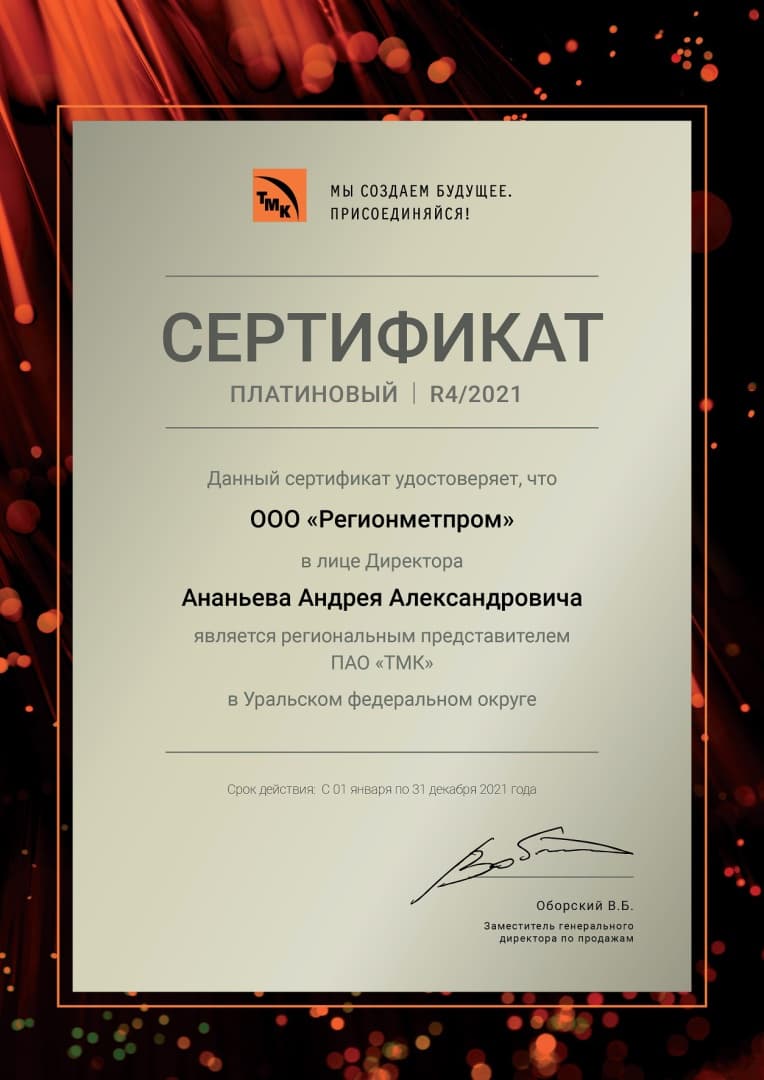 ТМК
МЫ СОЗДАЕМ БУДУЩЕЕ.
ПРИСОЕДИНЯЙСЯ!
СЕРТИФИКАТ
ПЛАТИНОВЫЙ | R4/2021
Данный сертификат удостоверяет, что
ООО «Регионметпром»
в лице Директора
Ананьева Андрея Александровича
является региональным представителем
ПАО «ТМК»
в Уральском федеральном округе
Срок действия: С 01 января по 31 декабря 2021 года
Оборский В.Б.
Заместитель генерального
директора по продажам